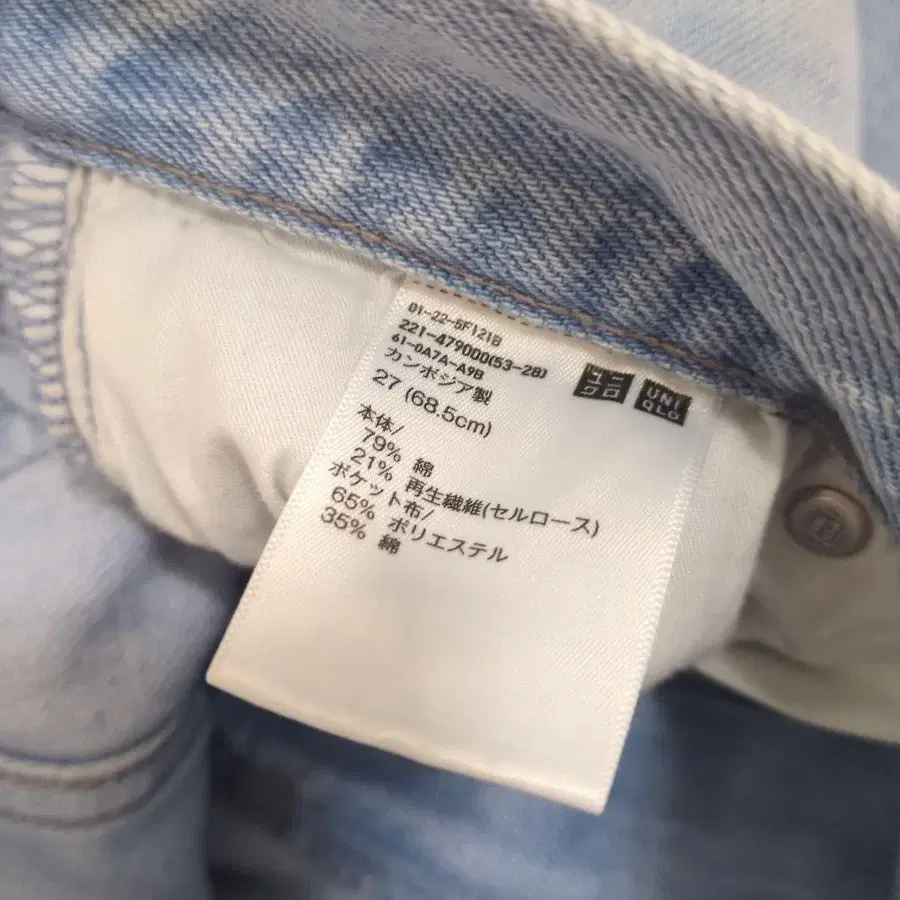 01-22-5F121B
221-479000(53-28)
61-0A7A-A9B
カンボジア製
27 (68.5cm)
本体/
79% 綿
21% 再生繊維(セルロース)
ポケット布/
65% ポリエステル
35% 綿
ユニ
クロ
UNI
QLO